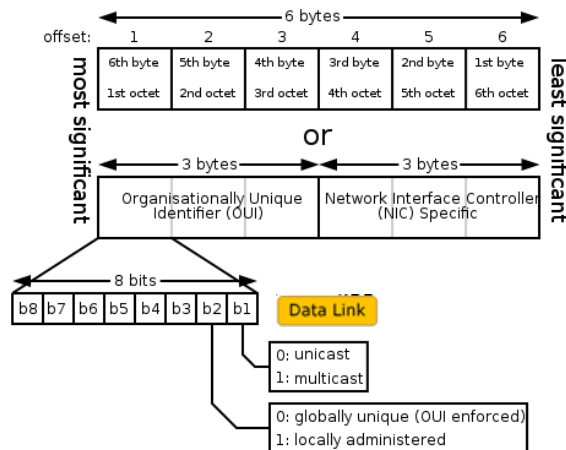 6 bytes
offset: 1 2 3 4 5 6
6th byte 5th byte 4th byte 3rd byte 2nd byte 1st byte
1st octet 2nd octet 3rd octet 4th octet 5th octet 6th octet
most significant
least significant
or
3 bytes 3 bytes
Organisationally Unique
Identifier (OUI)
Network Interface Controller
(NIC) Specific
8 bits
b8 b7 b6 b5 b4 b3 b2 b1
Data Link
0: unicast
1: multicast
0: globally unique (OUI enforced)
1: locally administered